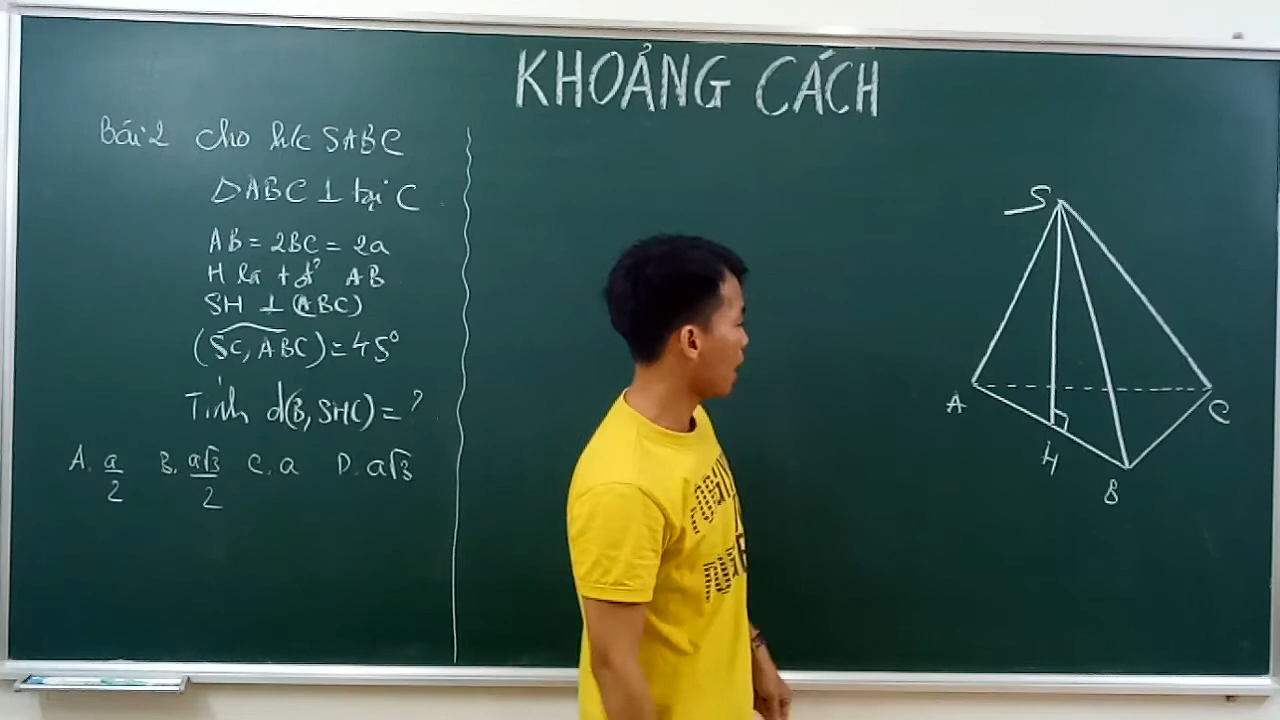 KHOẢNG CÁCH
Bài 2 Cho h/c SABC
△ABC ⊥ tại C
AB = 2BC = 2a
H là tđ AB
SH ⊥ (ABC)
(SC, ABC) = 45°
Tính d(B, SHC) = ?
A. a/2 B. a√3/2 C. a D. a√3
S
A
C
H
B